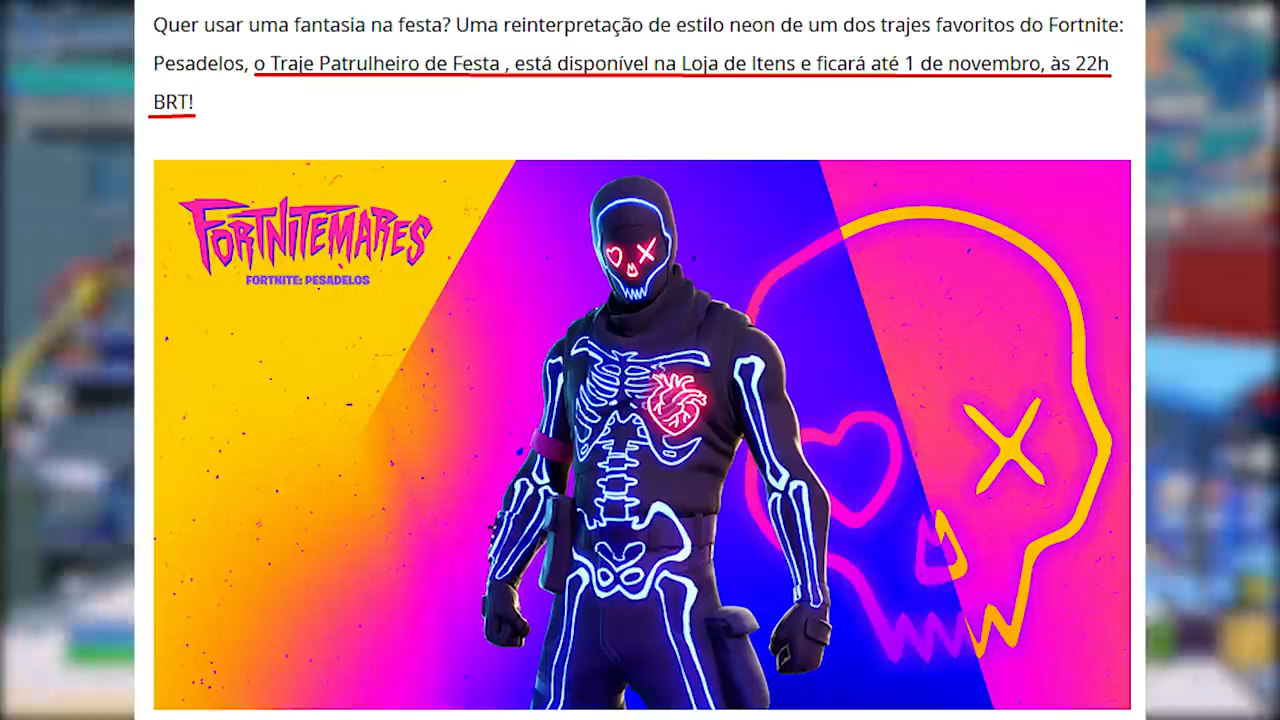 Quer usar uma fantasia na festa? Uma reinterpretação de estilo neon de um dos trajes favoritos do Fortnite:
Pesadelos, o Traje Patrulheiro de Festa , está disponível na Loja de Itens e ficará até 1 de novembro, às 22h
BRT!
FORTNITEMARES
FORTNITE: PESADELOS